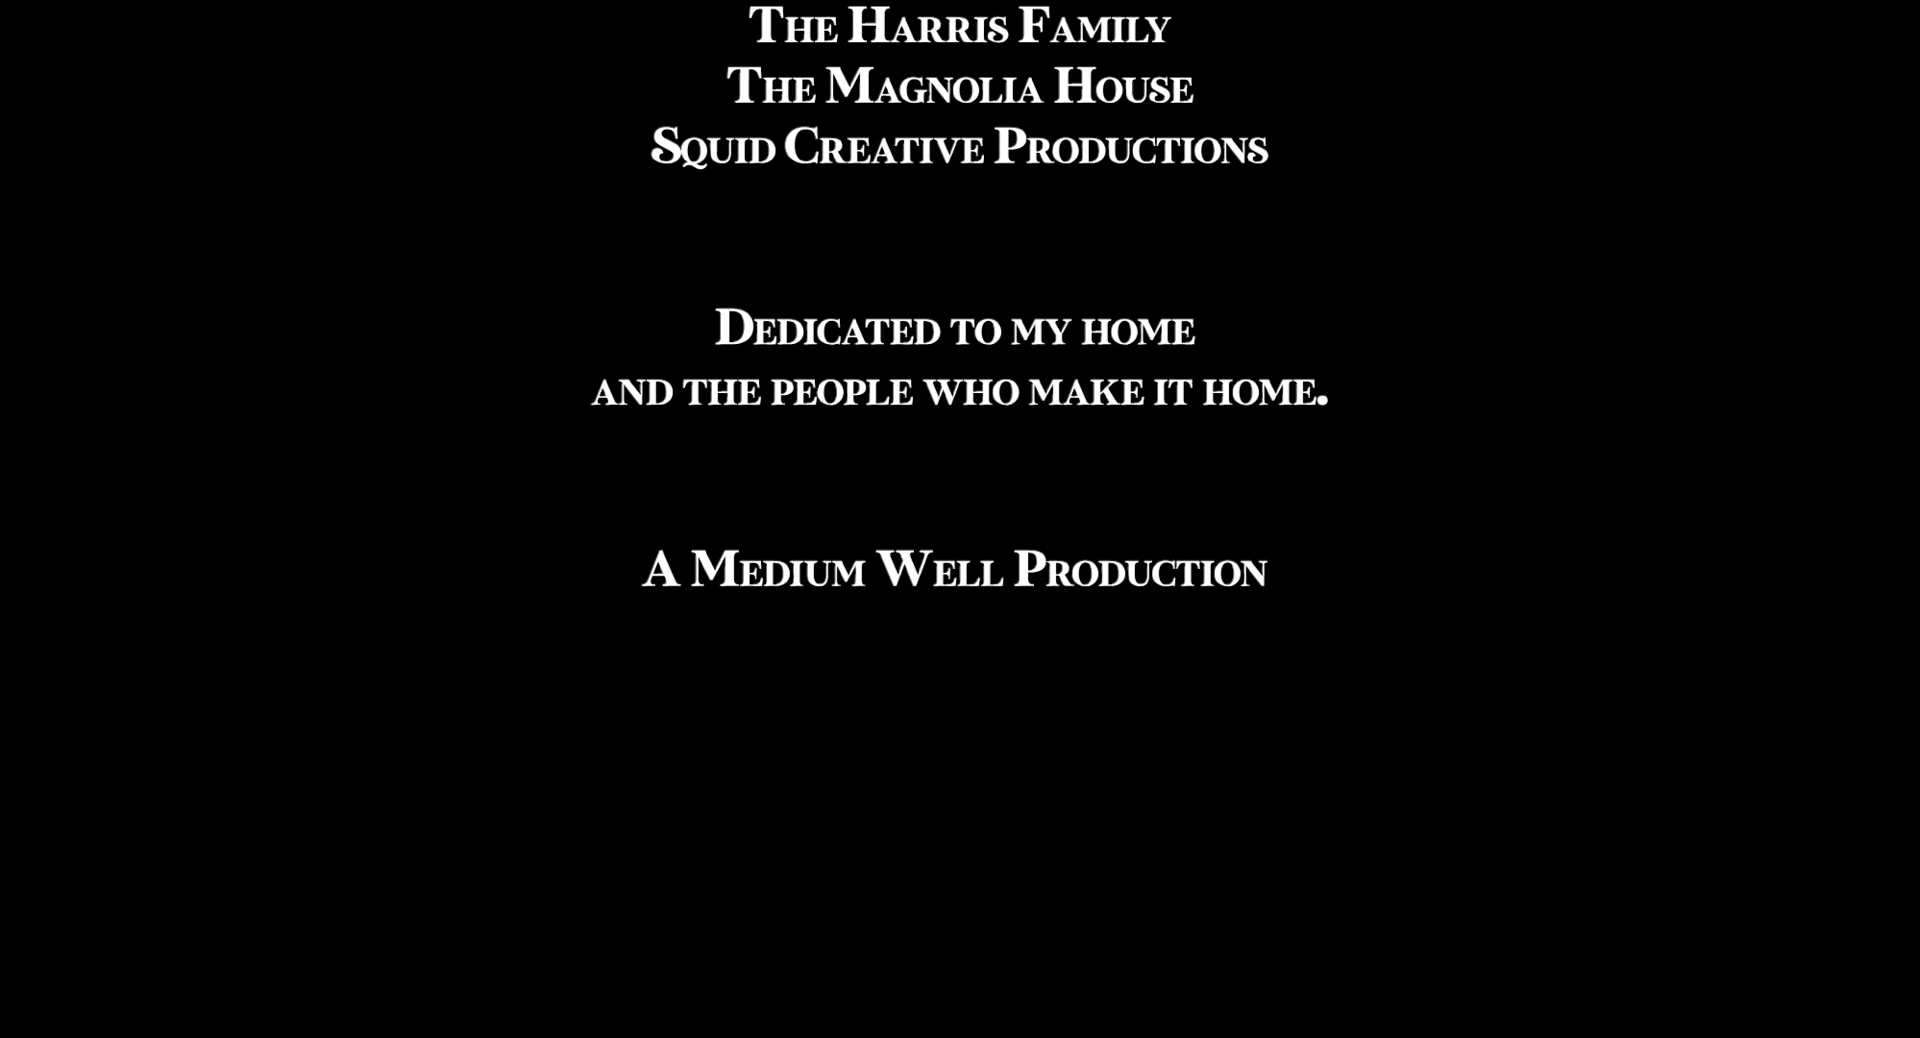 The Harris Family
The Magnolia House
Squid Creative Productions
Dedicated to my home
and the people who make it home.
A Medium Well Production